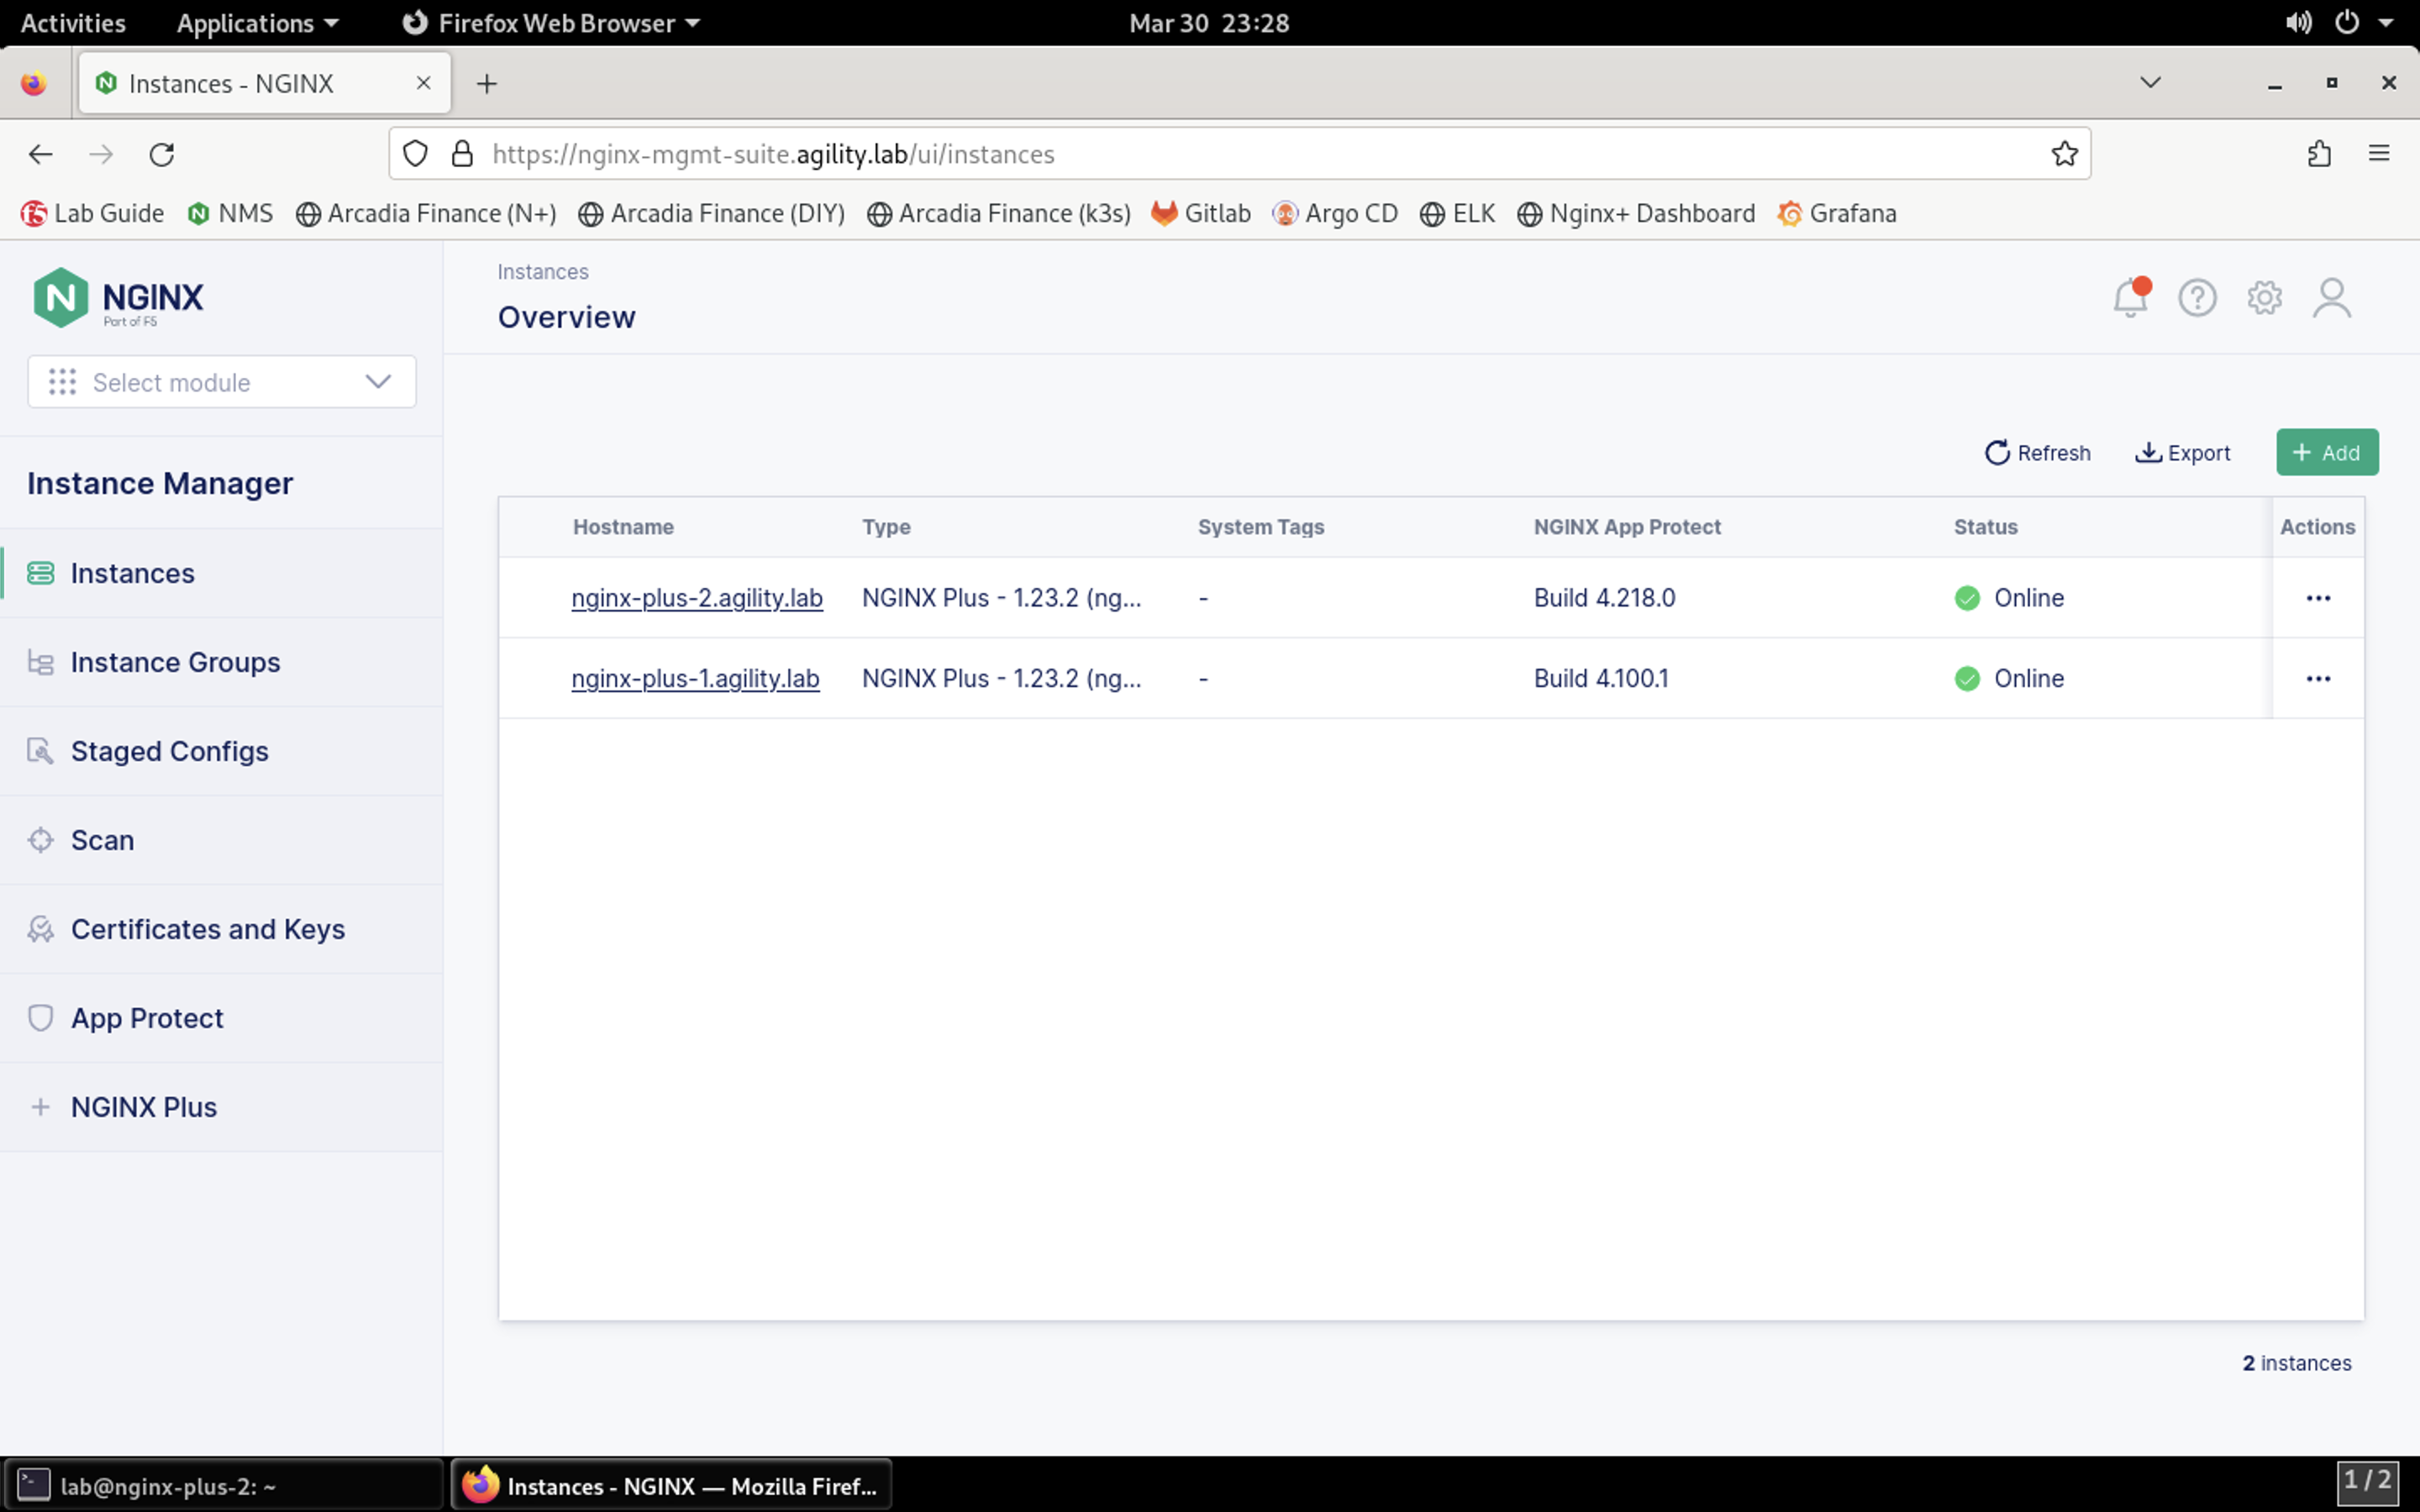 Activities Applications Firefox Web Browser Mar 30 23:28
Instances - NGINX
https://nginx-mgmt-suite.agility.lab/ui/instances
Lab Guide NMS Arcadia Finance (N+) Arcadia Finance (DIY) Arcadia Finance (k3s) Gitlab Argo CD ELK Nginx+ Dashboard Grafana
NGINX
Part of F5
Select module
Instance Manager
Instances
Instance Groups
Staged Configs
Scan
Certificates and Keys
App Protect
NGINX Plus
Instances
Overview
Refresh Export + Add
Hostname Type System Tags NGINX App Protect Status Actions
nginx-plus-2.agility.lab NGINX Plus - 1.23.2 (ng... - Build 4.218.0 Online ...
nginx-plus-1.agility.lab NGINX Plus - 1.23.2 (ng... - Build 4.100.1 Online ...
2 instances
lab@nginx-plus-2: ~ Instances - NGINX — Mozilla Firef... 1 / 2